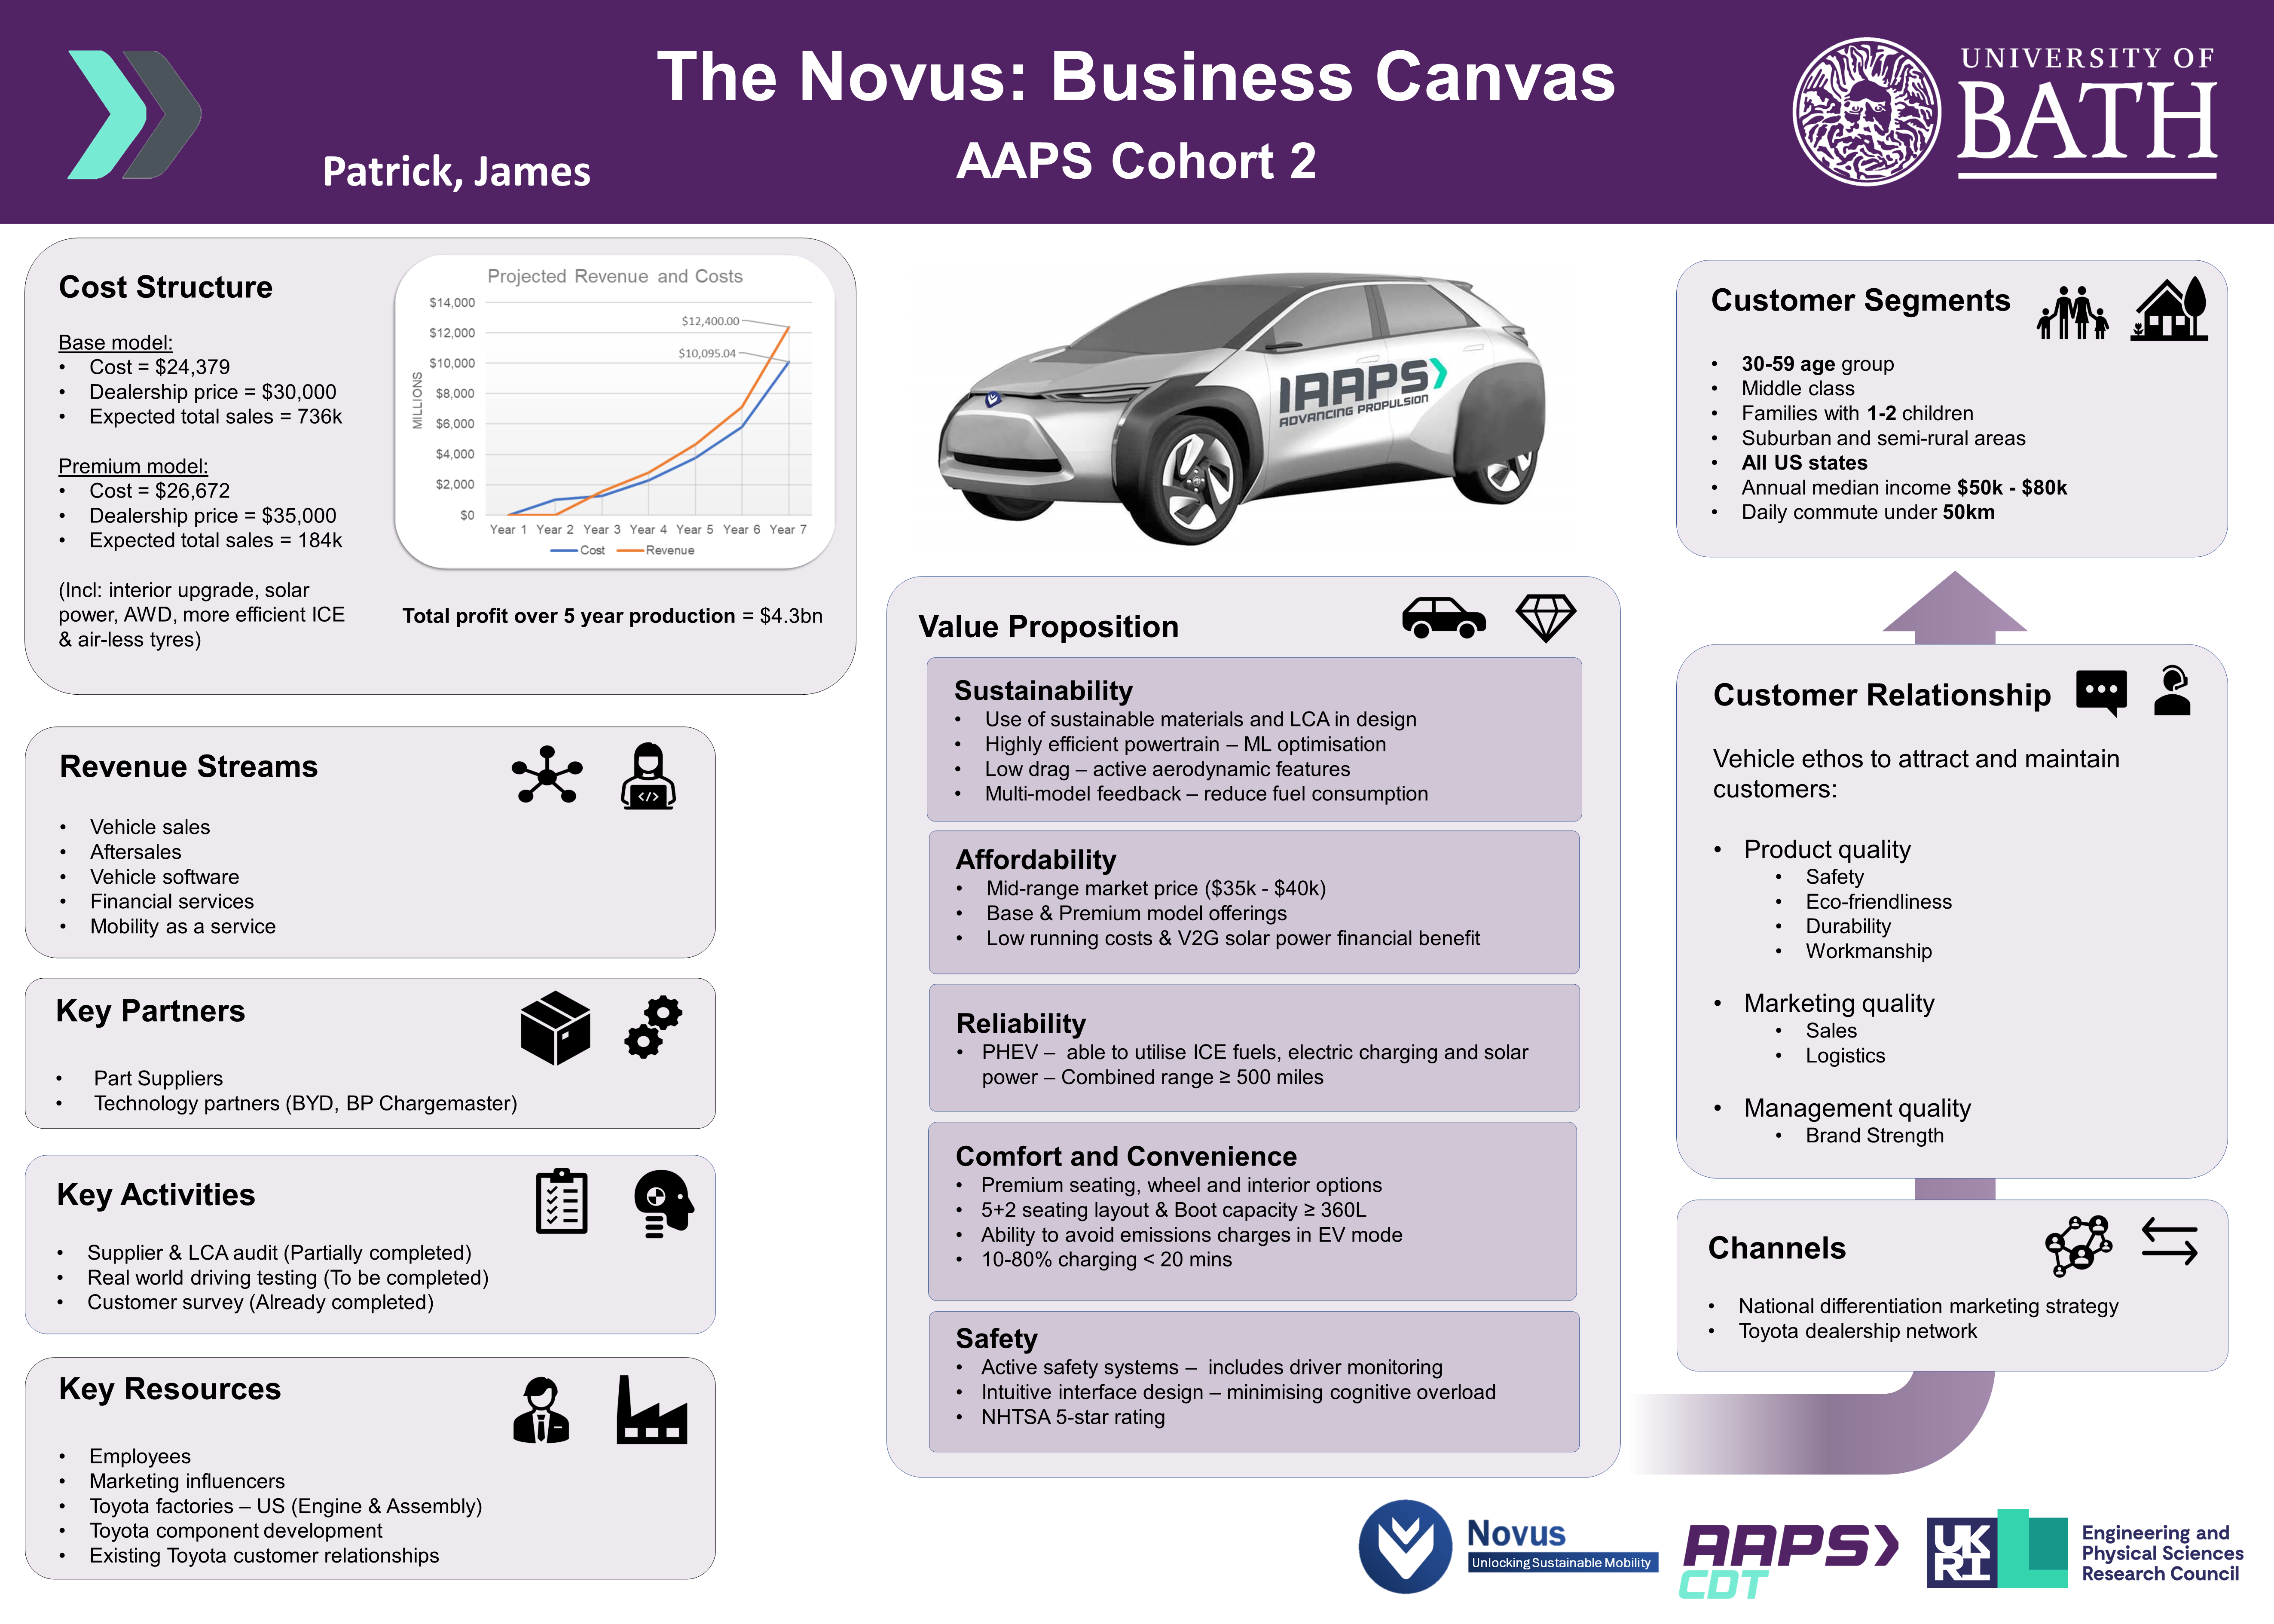 The Novus: Business Canvas
AAPS Cohort 2
Patrick, James
UNIVERSITY OF
BATH
Cost Structure
Base model:
• Cost = $24,379
• Dealership price = $30,000
• Expected total sales = 736k
Premium model:
• Cost = $26,672
• Dealership price = $35,000
• Expected total sales = 184k
(Incl: interior upgrade, solar
power, AWD, more efficient ICE
& air-less tyres)
Projected Revenue and Costs
MILLIONS
$14,000
$12,000
$10,000
$8,000
$6,000
$4,000
$2,000
$0
$12,400.00
$10,095.04
Year 1 Year 2 Year 3 Year 4 Year 5 Year 6 Year 7
Cost Revenue
Total profit over 5 year production = $4.3bn
Revenue Streams
• Vehicle sales
• Aftersales
• Vehicle software
• Financial services
• Mobility as a service
Key Partners
• Part Suppliers
• Technology partners (BYD, BP Chargemaster)
Key Activities
• Supplier & LCA audit (Partially completed)
• Real world driving testing (To be completed)
• Customer survey (Already completed)
Key Resources
• Employees
• Marketing influencers
• Toyota factories – US (Engine & Assembly)
• Toyota component development
• Existing Toyota customer relationships
IAAPS
ADVANCING PROPULSION
Value Proposition
Sustainability
• Use of sustainable materials and LCA in design
• Highly efficient powertrain – ML optimisation
• Low drag – active aerodynamic features
• Multi-model feedback – reduce fuel consumption
Affordability
• Mid-range market price ($35k - $40k)
• Base & Premium model offerings
• Low running costs & V2G solar power financial benefit
Reliability
• PHEV – able to utilise ICE fuels, electric charging and solar
power – Combined range ≥ 500 miles
Comfort and Convenience
• Premium seating, wheel and interior options
• 5+2 seating layout & Boot capacity ≥ 360L
• Ability to avoid emissions charges in EV mode
• 10-80% charging < 20 mins
Safety
• Active safety systems – includes driver monitoring
• Intuitive interface design – minimising cognitive overload
• NHTSA 5-star rating
Customer Segments
• 30-59 age group
• Middle class
• Families with 1-2 children
• Suburban and semi-rural areas
• All US states
• Annual median income $50k - $80k
• Daily commute under 50km
Customer Relationship
Vehicle ethos to attract and maintain
customers:
• Product quality
• Safety
• Eco-friendliness
• Durability
• Workmanship
• Marketing quality
• Sales
• Logistics
• Management quality
• Brand Strength
Channels
• National differentiation marketing strategy
• Toyota dealership network
Novus
Unlocking Sustainable Mobility
AAPS
CDT
UK
RI
Engineering and
Physical Sciences
Research Council